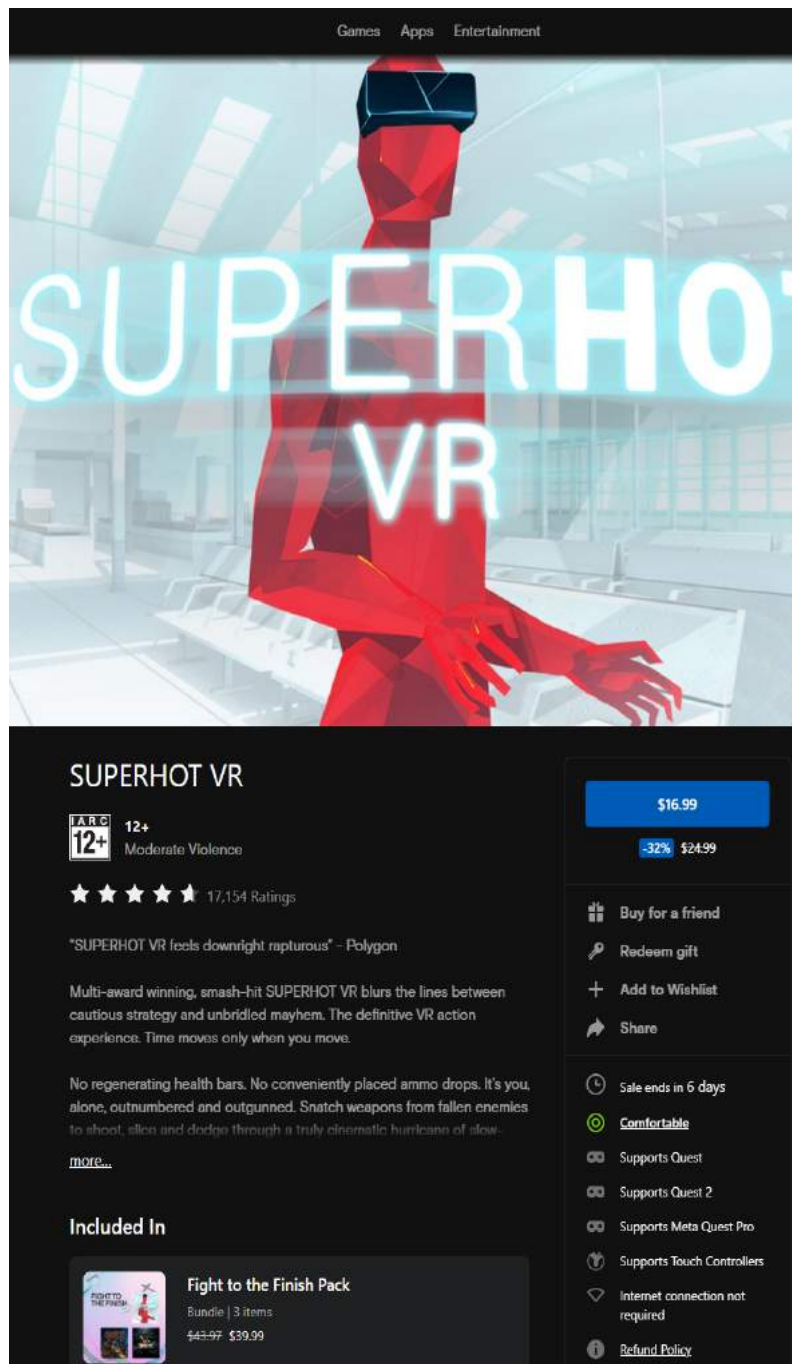 Games Apps Entertainment
SUPERHOT
VR
SUPERHOT VR
IARC
12+
12+
Moderate Violence
17,154 Ratings
"SUPERHOT VR feels downright rapturous" - Polygon
Multi-award winning, smash-hit SUPERHOT VR blurs the lines between
cautious strategy and unbridled mayhem. The definitive VR action
experience. Time moves only when you move.
No regenerating health bars. No conveniently placed ammo drops. It's you,
alone, outnumbered and outgunned. Snatch weapons from fallen enemies
to shoot, slice and dodge through a truly cinematic hurricane of slow-
more...
Included In
FIGHT TO
THE FINISH
Fight to the Finish Pack
Bundle | 3 items
$43.97 $39.99
$16.99
-32% $24.99
Buy for a friend
Redeem gift
Add to Wishlist
Share
Sale ends in 6 days
Comfortable
Supports Quest
Supports Quest 2
Supports Meta Quest Pro
Supports Touch Controllers
Internet connection not
required
Refund Policy